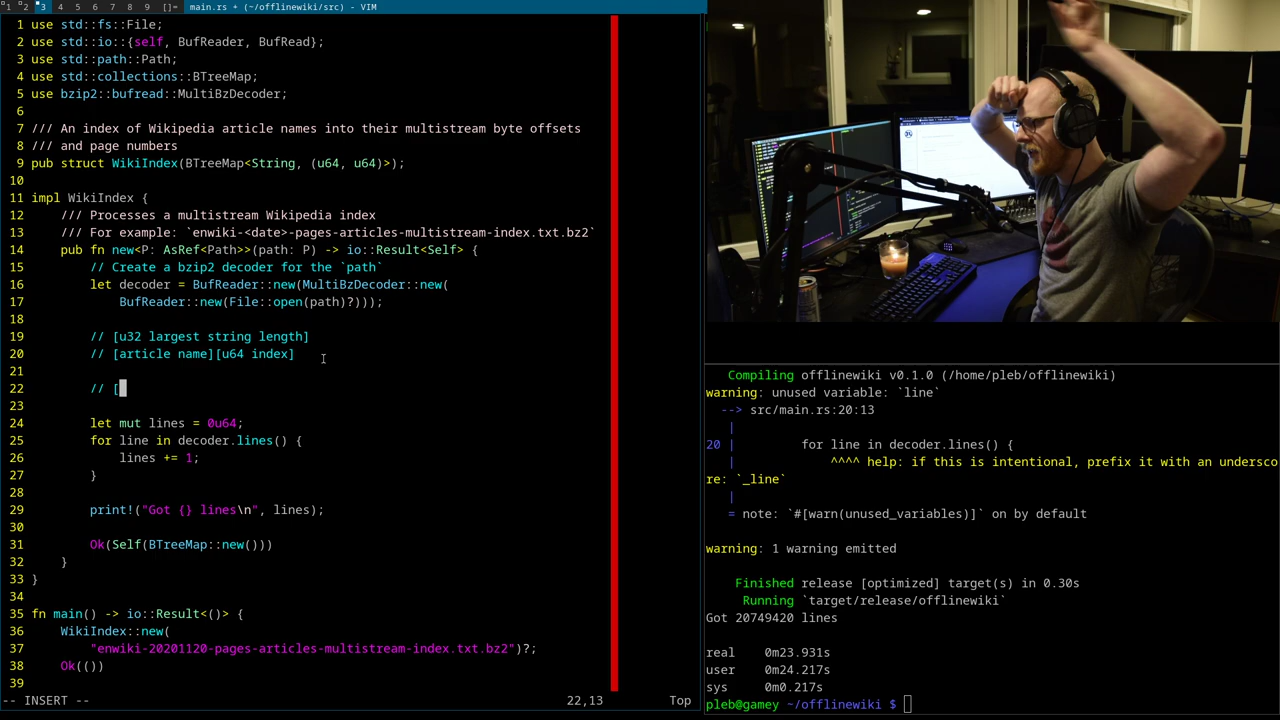 1 2 3 4 5 6 7 8 9 []= main.rs + (~/offlinewiki/src) - VIM
1 use std::fs::File;
2 use std::io::{self, BufReader, BufRead};
3 use std::path::Path;
4 use std::collections::BTreeMap;
5 use bzip2::bufread::MultiBzDecoder;
6
7 /// An index of Wikipedia article names into their multistream byte offsets
8 /// and page numbers
9 pub struct WikiIndex(BTreeMap<String, (u64, u64)>);
10
11 impl WikiIndex {
12 /// Processes a multistream Wikipedia index
13 /// For example: `enwiki-<date>-pages-articles-multistream-index.txt.bz2`
14 pub fn new<P: AsRef<Path>>(path: P) -> io::Result<Self> {
15 // Create a bzip2 decoder for the `path`
16 let decoder = BufReader::new(MultiBzDecoder::new(
17 BufReader::new(File::open(path)?)));
18
19 // [u32 largest string length]
20 // [article name][u64 index]
21
22 // [
23
24 let mut lines = 0u64;
25 for line in decoder.lines() {
26 lines += 1;
27 }
28
29 print!("Got {} lines\n", lines);
30
31 Ok(Self(BTreeMap::new()))
32 }
33 }
34
35 fn main() -> io::Result<()> {
36 WikiIndex::new(
37 "enwiki-20201120-pages-articles-multistream-index.txt.bz2")?;
38 Ok(())
39
-- INSERT -- 22,13 Top
Compiling offlinewiki v0.1.0 (/home/pleb/offlinewiki)
warning: unused variable: `line`
--> src/main.rs:20:13
|
20 | for line in decoder.lines() {
| ^^^^ help: if this is intentional, prefix it with an undersco
re: `_line`
|
= note: `#[warn(unused_variables)]` on by default
warning: 1 warning emitted
Finished release [optimized] target(s) in 0.30s
Running `target/release/offlinewiki`
Got 20749420 lines
real 0m23.931s
user 0m24.217s
sys 0m0.217s
pleb@gamey ~/offlinewiki $